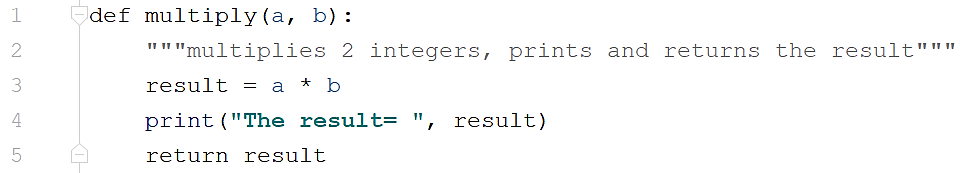 1 def multiply(a, b):
2     """multiplies 2 integers, prints and returns the result"""
3     result = a * b
4     print("The result= ", result)
5     return result